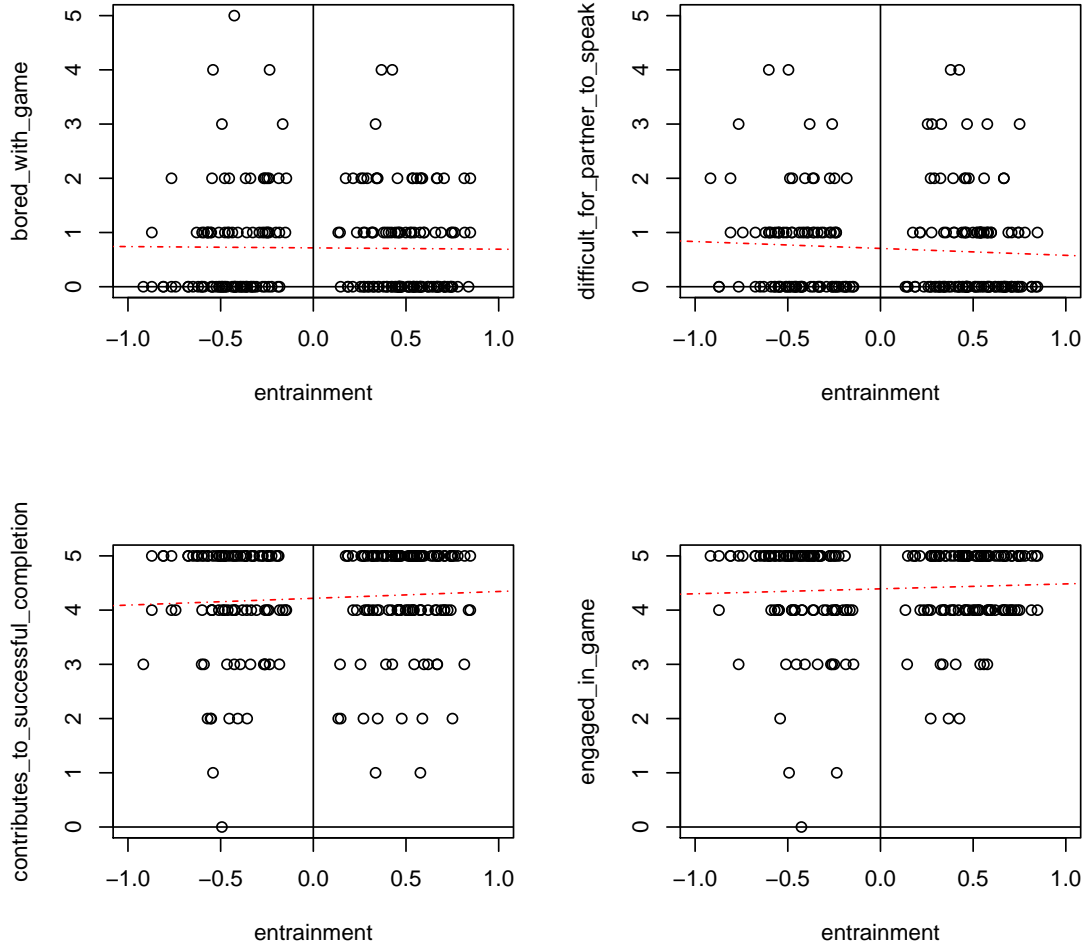 bored_with_game
5
4
3
2
1
0
−1.0 −0.5 0.0 0.5 1.0
entrainment
difficult_for_partner_to_speak
5
4
3
2
1
0
−1.0 −0.5 0.0 0.5 1.0
entrainment
contributes_to_successful_completion
5
4
3
2
1
0
−1.0 −0.5 0.0 0.5 1.0
entrainment
engaged_in_game
5
4
3
2
1
0
−1.0 −0.5 0.0 0.5 1.0
entrainment